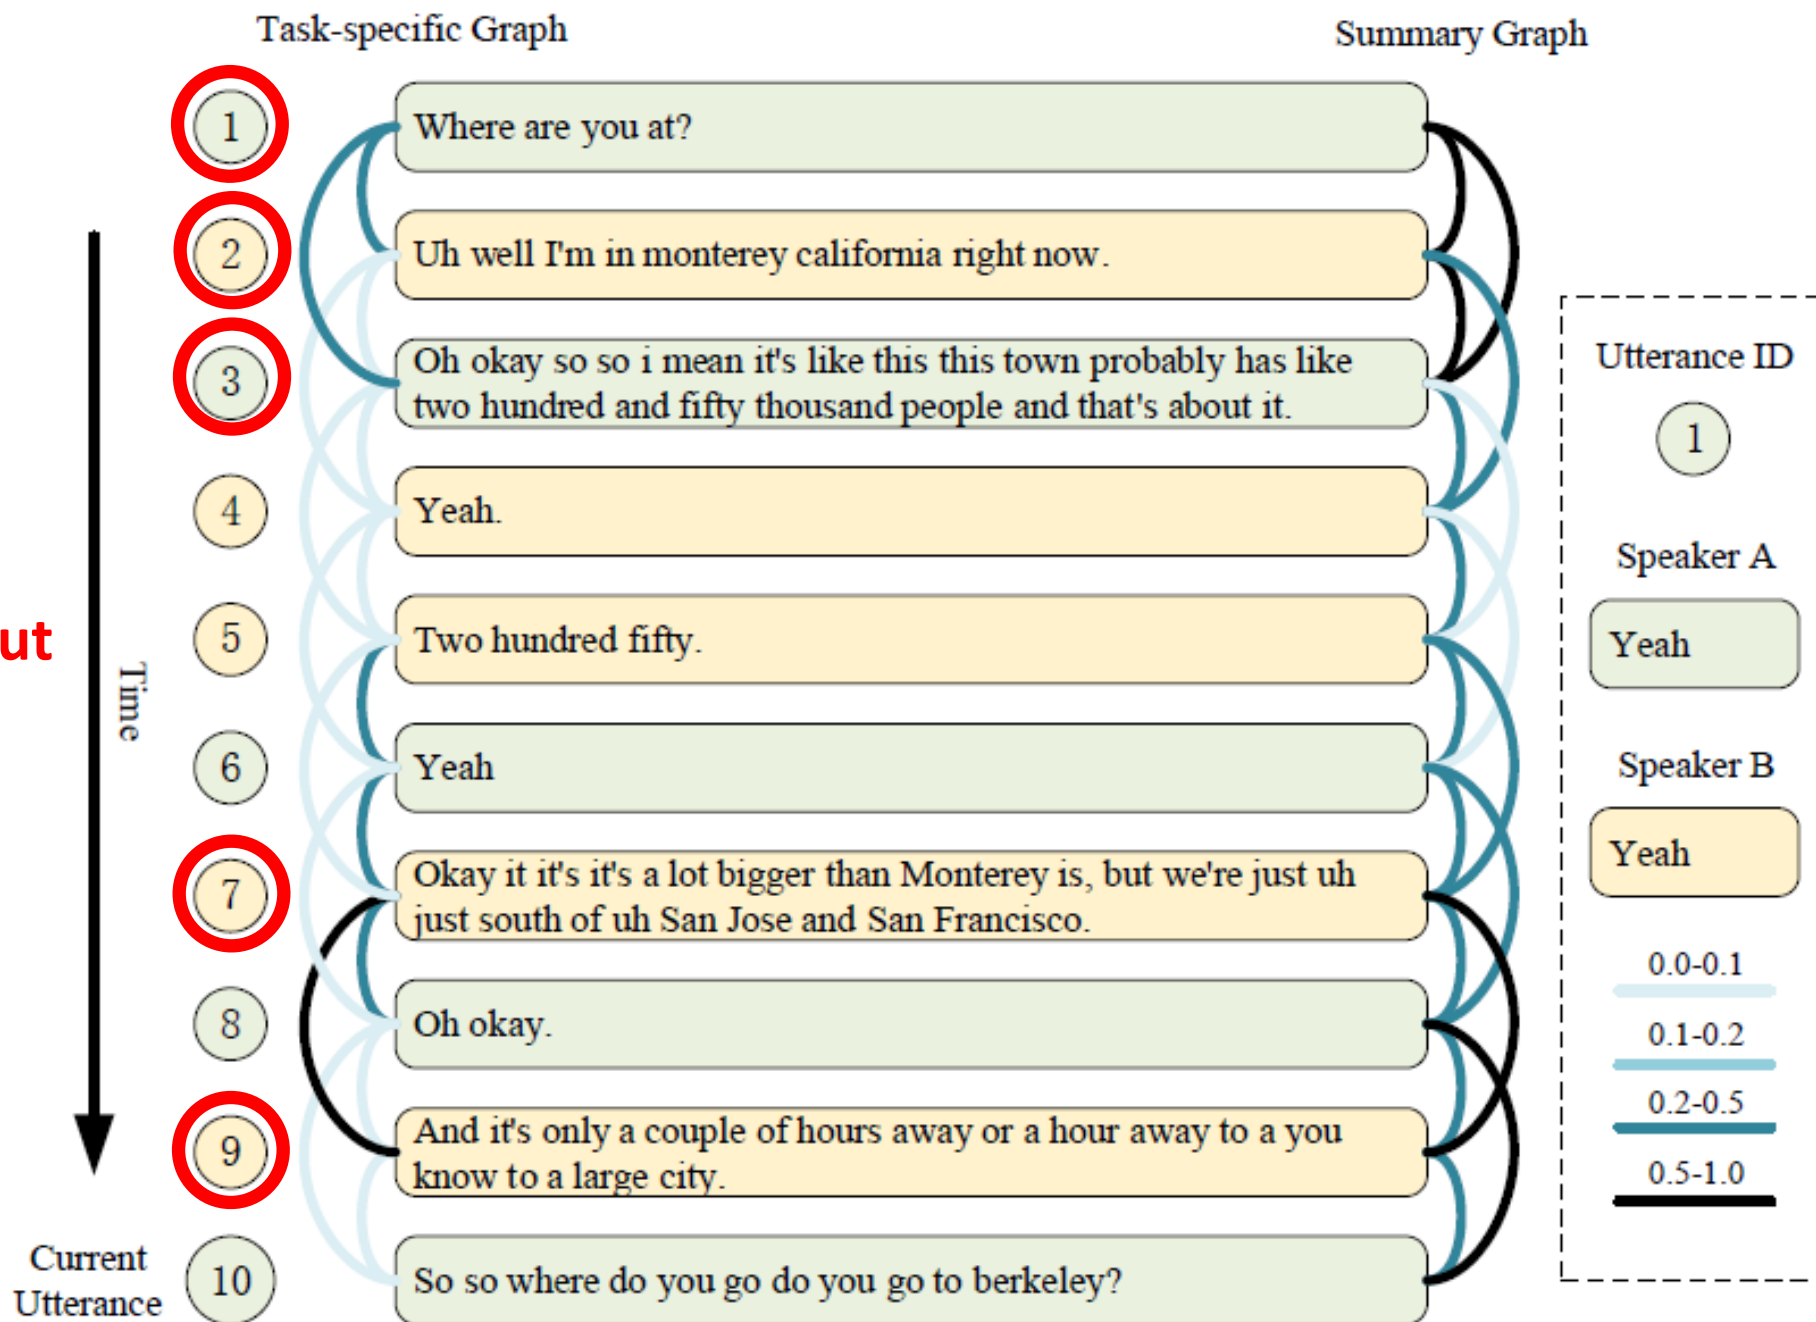 Task-specific Graph
Summary Graph
1
Where are you at?
2
Uh well I'm in monterey california right now.
3
Oh okay so so i mean it's like this this town probably has like
two hundred and fifty thousand people and that's about it.
4
Yeah.
5
Two hundred fifty.
6
Yeah
7
Okay it it's it's a lot bigger than Monterey is, but we're just uh
just south of uh San Jose and San Francisco.
8
Oh okay.
9
And it's only a couple of hours away or a hour away to a you
know to a large city.
Current
Utterance
10
So so where do you go do you go to berkeley?
ut
Time
Utterance ID
1
Speaker A
Yeah
Speaker B
Yeah
0.0-0.1
0.1-0.2
0.2-0.5
0.5-1.0